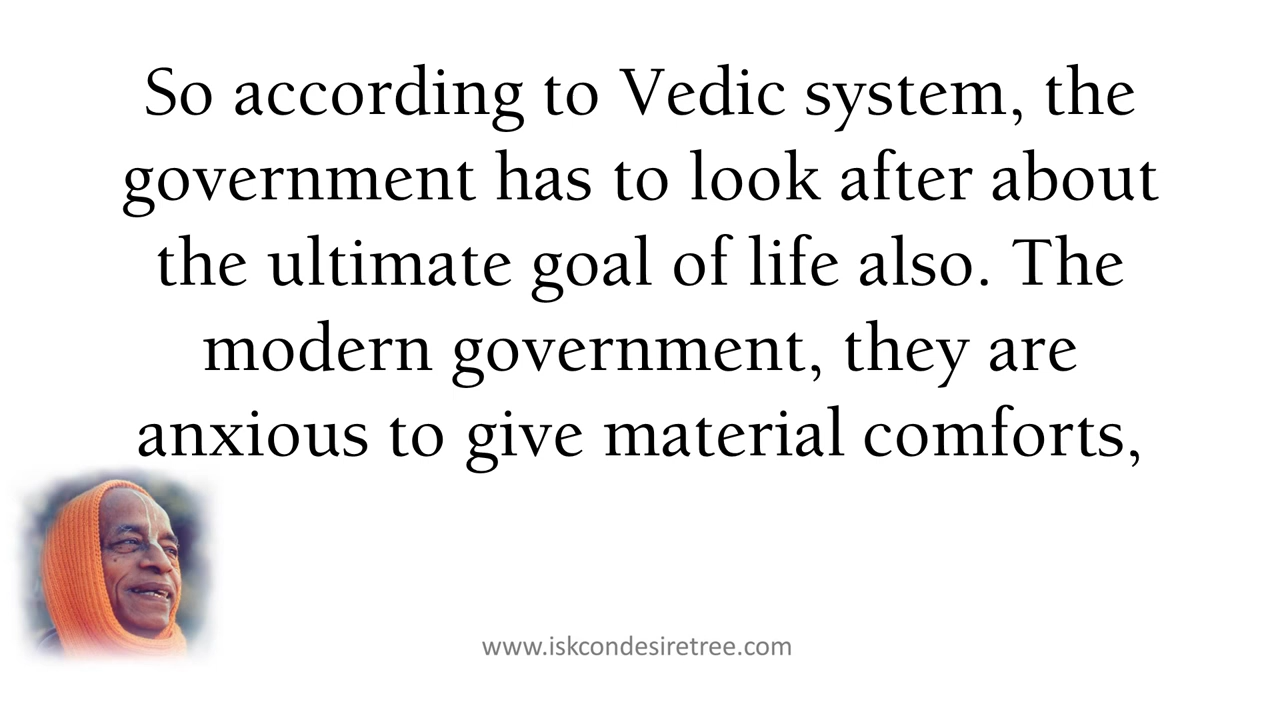 So according to Vedic system, the
government has to look after about
the ultimate goal of life also. The
modern government, they are
anxious to give material comforts,
www.iskcondesiretree.com